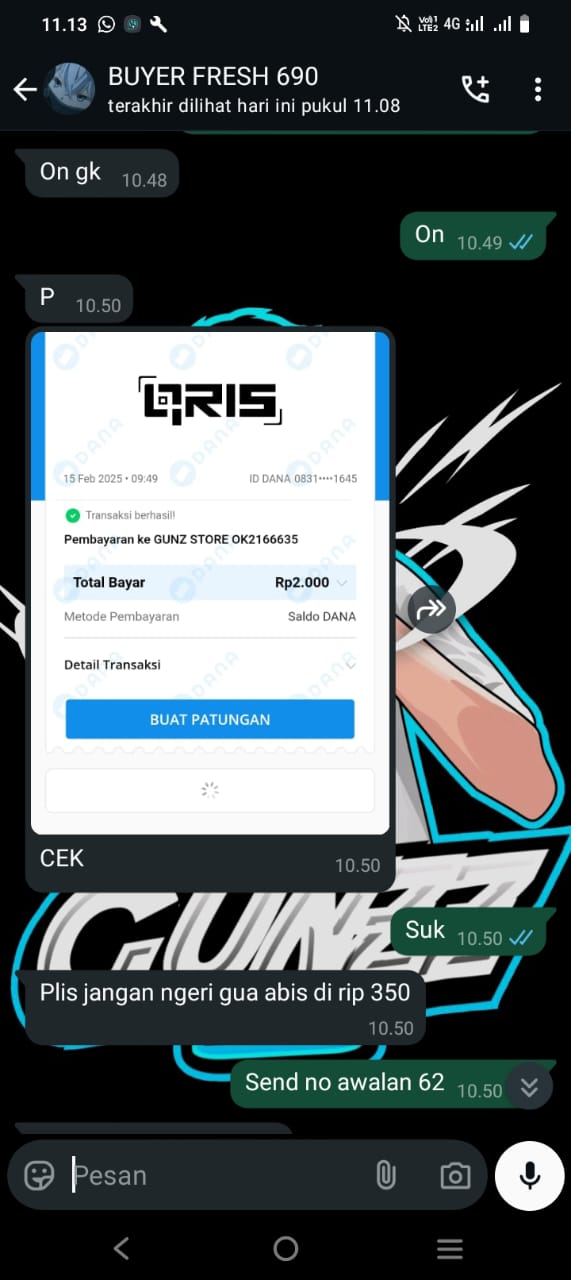 11.13
Vo1) LTE2 4G
BUYER FRESH 690
terakhir dilihat hari ini pukul 11.08
On gk 10.48
On 10.49
P 10.50
QRIS
15 Feb 2025 • 09:49 ID DANA 0831••••1645
Transaksi berhasil!
Pembayaran ke GUNZ STORE OK2166635
Total Bayar Rp2.000
Metode Pembayaran Saldo DANA
Detail Transaksi
BUAT PATUNGAN
DANA
CEK 10.50
GUNZZ
Suk 10.50
Plis jangan ngeri gua abis di rip 350
10.50
Send no awalan 62 10.50
Pesan